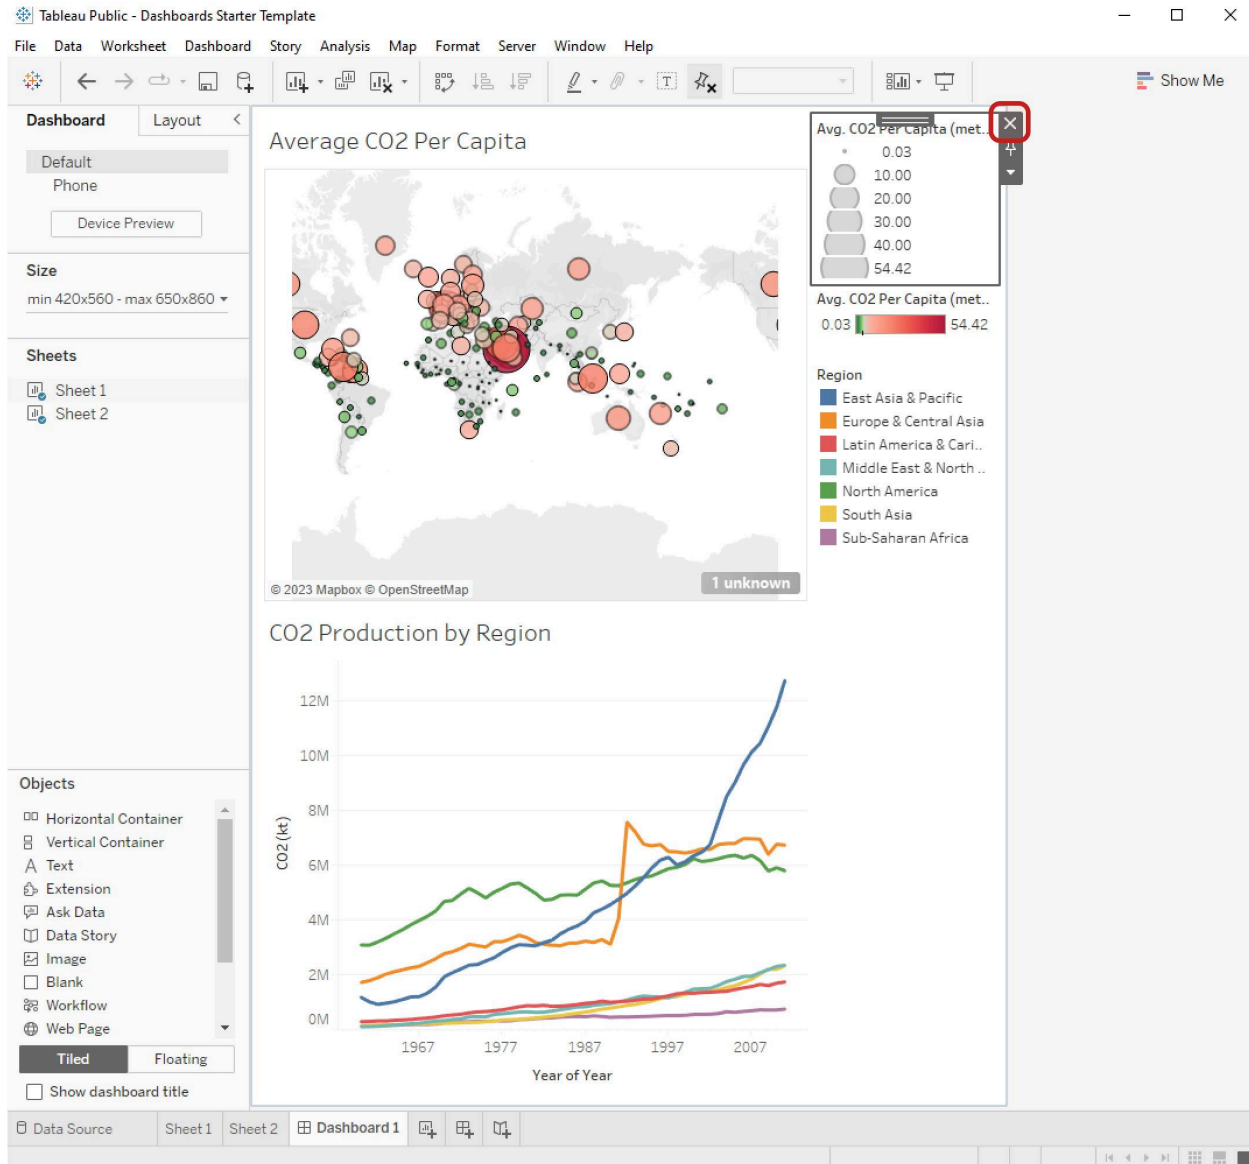 Tableau Public - Dashboards Starter Template
File Data Worksheet Dashboard Story Analysis Map Format Server Window Help
Show Me
Dashboard Layout
Default
Phone
Device Preview
Size
min 420x560 - max 650x860
Sheets
Sheet 1
Sheet 2
Objects
Horizontal Container
Vertical Container
A Text
Extension
Ask Data
Data Story
Image
Blank
Workflow
Web Page
Tiled Floating
Show dashboard title
Average CO2 Per Capita
© 2023 Mapbox © OpenStreetMap
1 unknown
Avg. CO2 Per Capita (met..
0.03
10.00
20.00
30.00
40.00
54.42
Avg. CO2 Per Capita (met..
0.03 54.42
Region
East Asia & Pacific
Europe & Central Asia
Latin America & Cari..
Middle East & North ..
North America
South Asia
Sub-Saharan Africa
CO2 Production by Region
12M
10M
8M
6M
4M
2M
0M
CO2 (kt)
1967 1977 1987 1997 2007
Year of Year
Data Source Sheet 1 Sheet 2 Dashboard 1